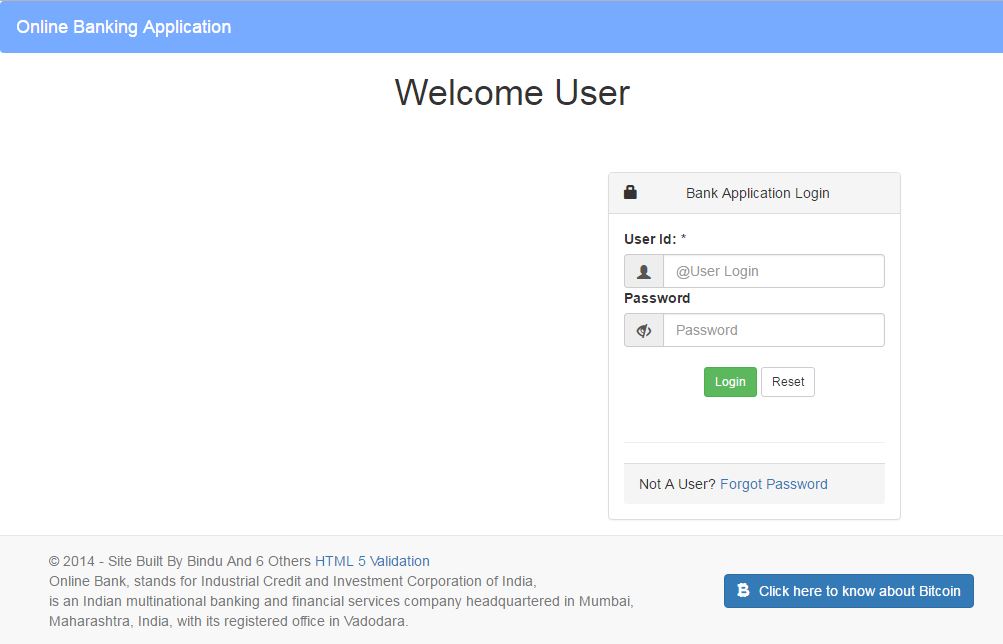 Online Banking Application
Welcome User
Bank Application Login
User Id: *
@User Login
Password
Password
Login Reset
Not A User? Forgot Password
© 2014 - Site Built By Bindu And 6 Others HTML 5 Validation
Online Bank, stands for Industrial Credit and Investment Corporation of India,
is an Indian multinational banking and financial services company headquartered in Mumbai,
Maharashtra, India, with its registered office in Vadodara.
Click here to know about Bitcoin